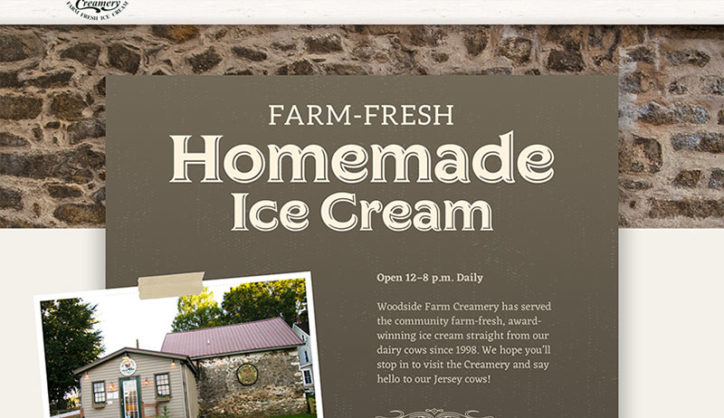 Creamery
FARM FRESH ICE CREAM
FARM-FRESH
Homemade
Ice Cream
Open 12–8 p.m. Daily
Woodside Farm Creamery has served
the community farm-fresh, award-
winning ice cream straight from our
dairy cows since 1998. We hope you’ll
stop in to visit the Creamery and say
hello to our Jersey cows!